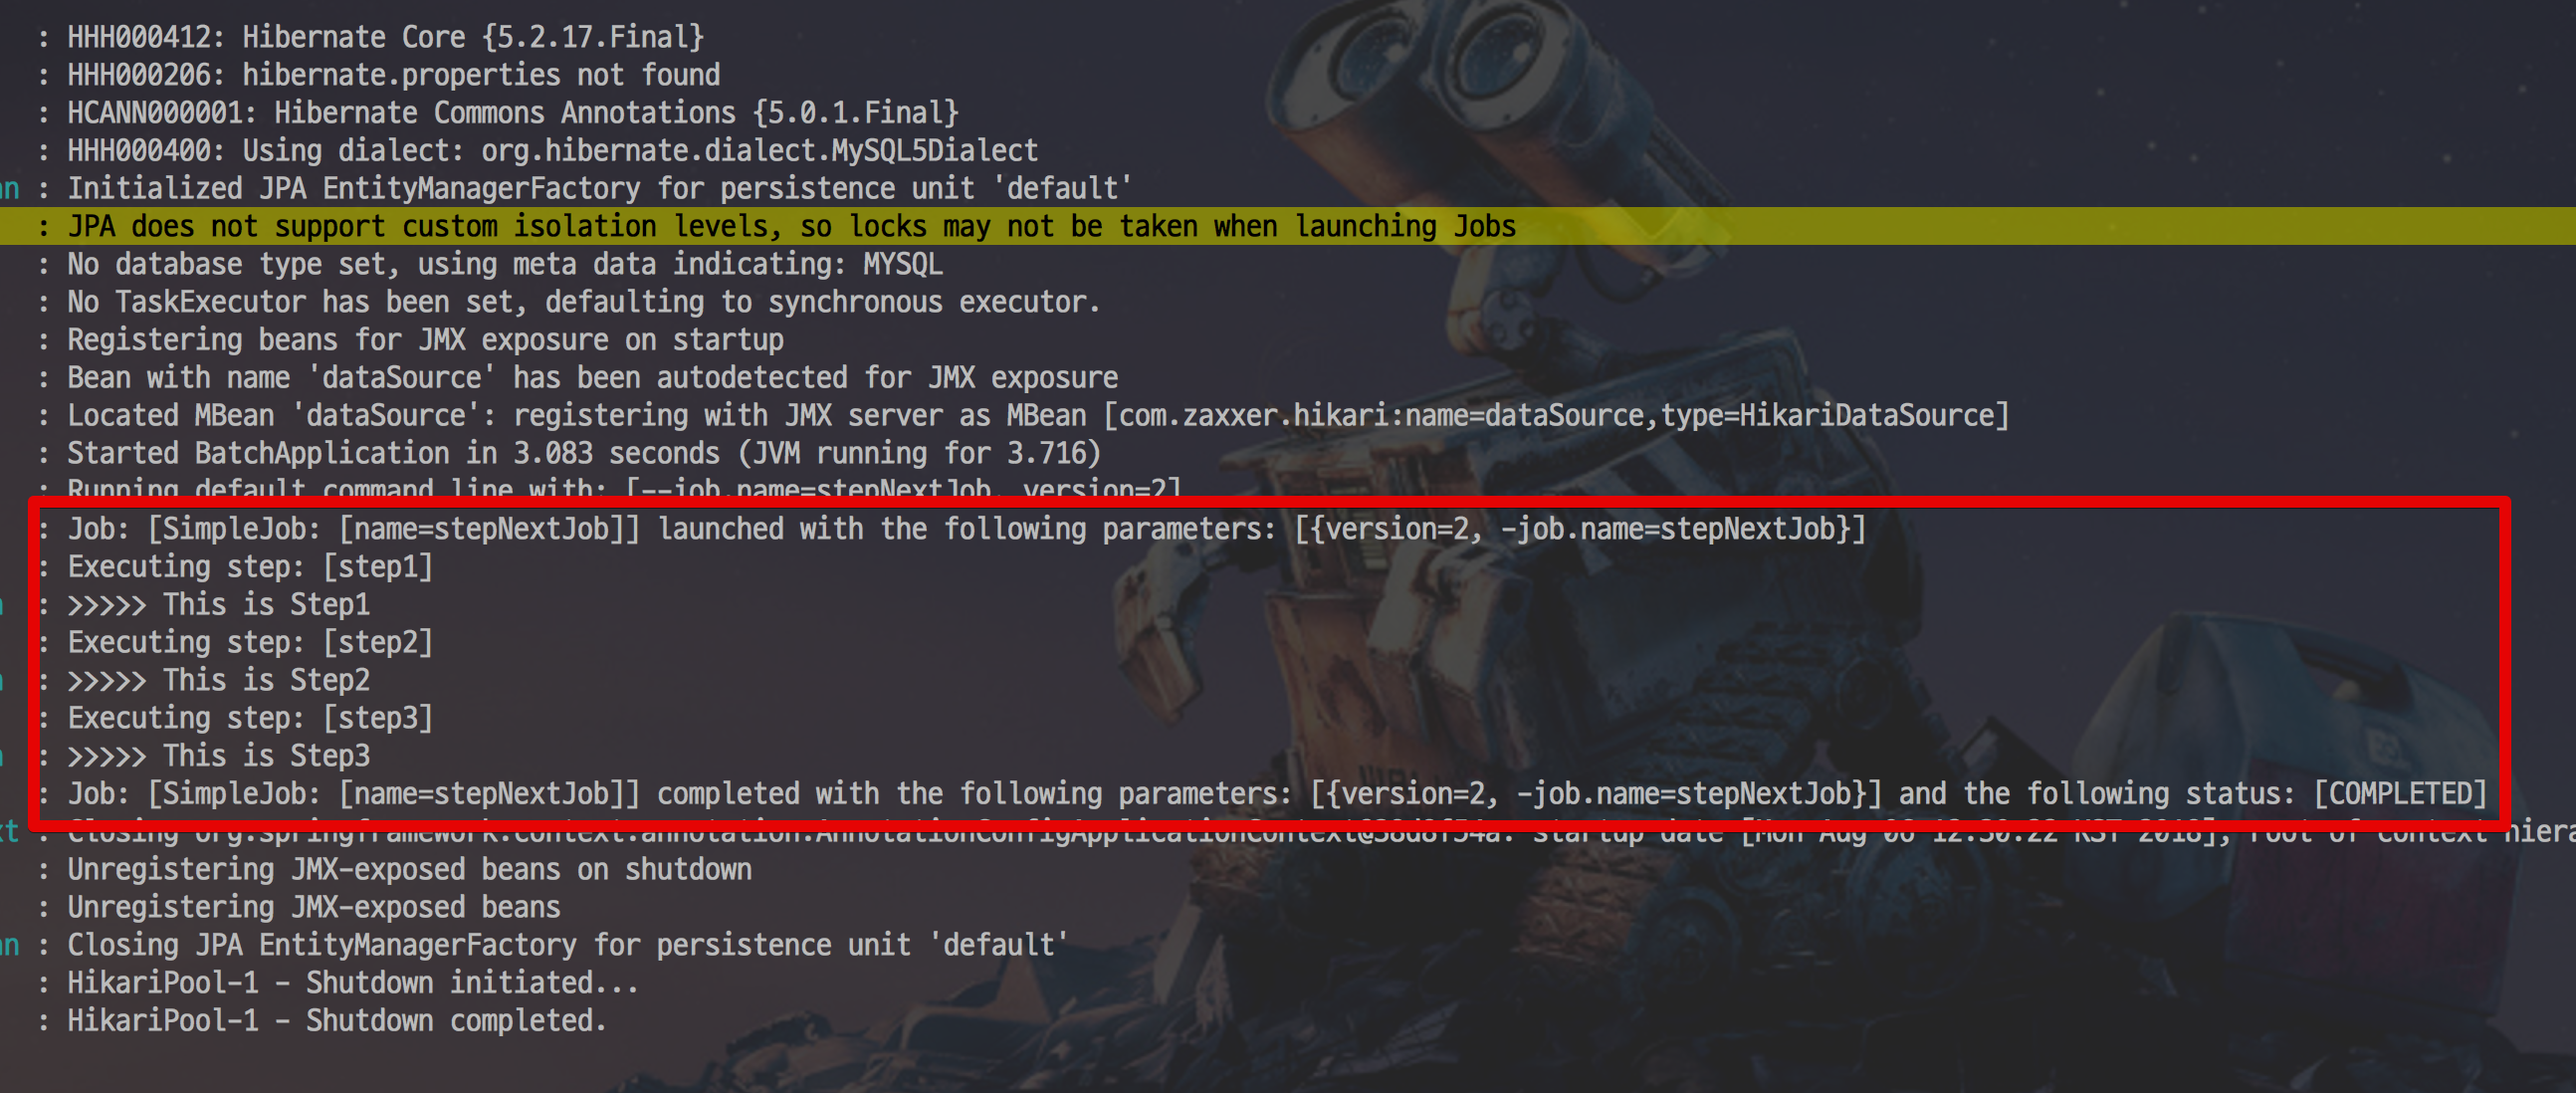 : HHH000412: Hibernate Core {5.2.17.Final}
: HHH000206: hibernate.properties not found
: HCANN000001: Hibernate Commons Annotations {5.0.1.Final}
: HHH000400: Using dialect: org.hibernate.dialect.MySQL5Dialect
an : Initialized JPA EntityManagerFactory for persistence unit 'default'
: JPA does not support custom isolation levels, so locks may not be taken when launching Jobs
: No database type set, using meta data indicating: MYSQL
: No TaskExecutor has been set, defaulting to synchronous executor.
: Registering beans for JMX exposure on startup
: Bean with name 'dataSource' has been autodetected for JMX exposure
: Located MBean 'dataSource': registering with JMX server as MBean [com.zaxxer.hikari:name=dataSource,type=HikariDataSource]
: Started BatchApplication in 3.083 seconds (JVM running for 3.716)
: Running default command line with: [--job.name=stepNextJob, version=2]
: Job: [SimpleJob: [name=stepNextJob]] launched with the following parameters: [{version=2, -job.name=stepNextJob}]
: Executing step: [step1]
: >>>>> This is Step1
: Executing step: [step2]
: >>>>> This is Step2
: Executing step: [step3]
: >>>>> This is Step3
: Job: [SimpleJob: [name=stepNextJob]] completed with the following parameters: [{version=2, -job.name=stepNextJob}] and the following status: [COMPLETED]
xt : Closing org.springframework.context.annotation.AnnotationConfigApplicationContext@38d8f54a: startup date [Mon Aug 06 12:30:22 KST 2018]; root of context hiera
: Unregistering JMX-exposed beans on shutdown
: Unregistering JMX-exposed beans
an : Closing JPA EntityManagerFactory for persistence unit 'default'
: HikariPool-1 - Shutdown initiated...
: HikariPool-1 - Shutdown completed.